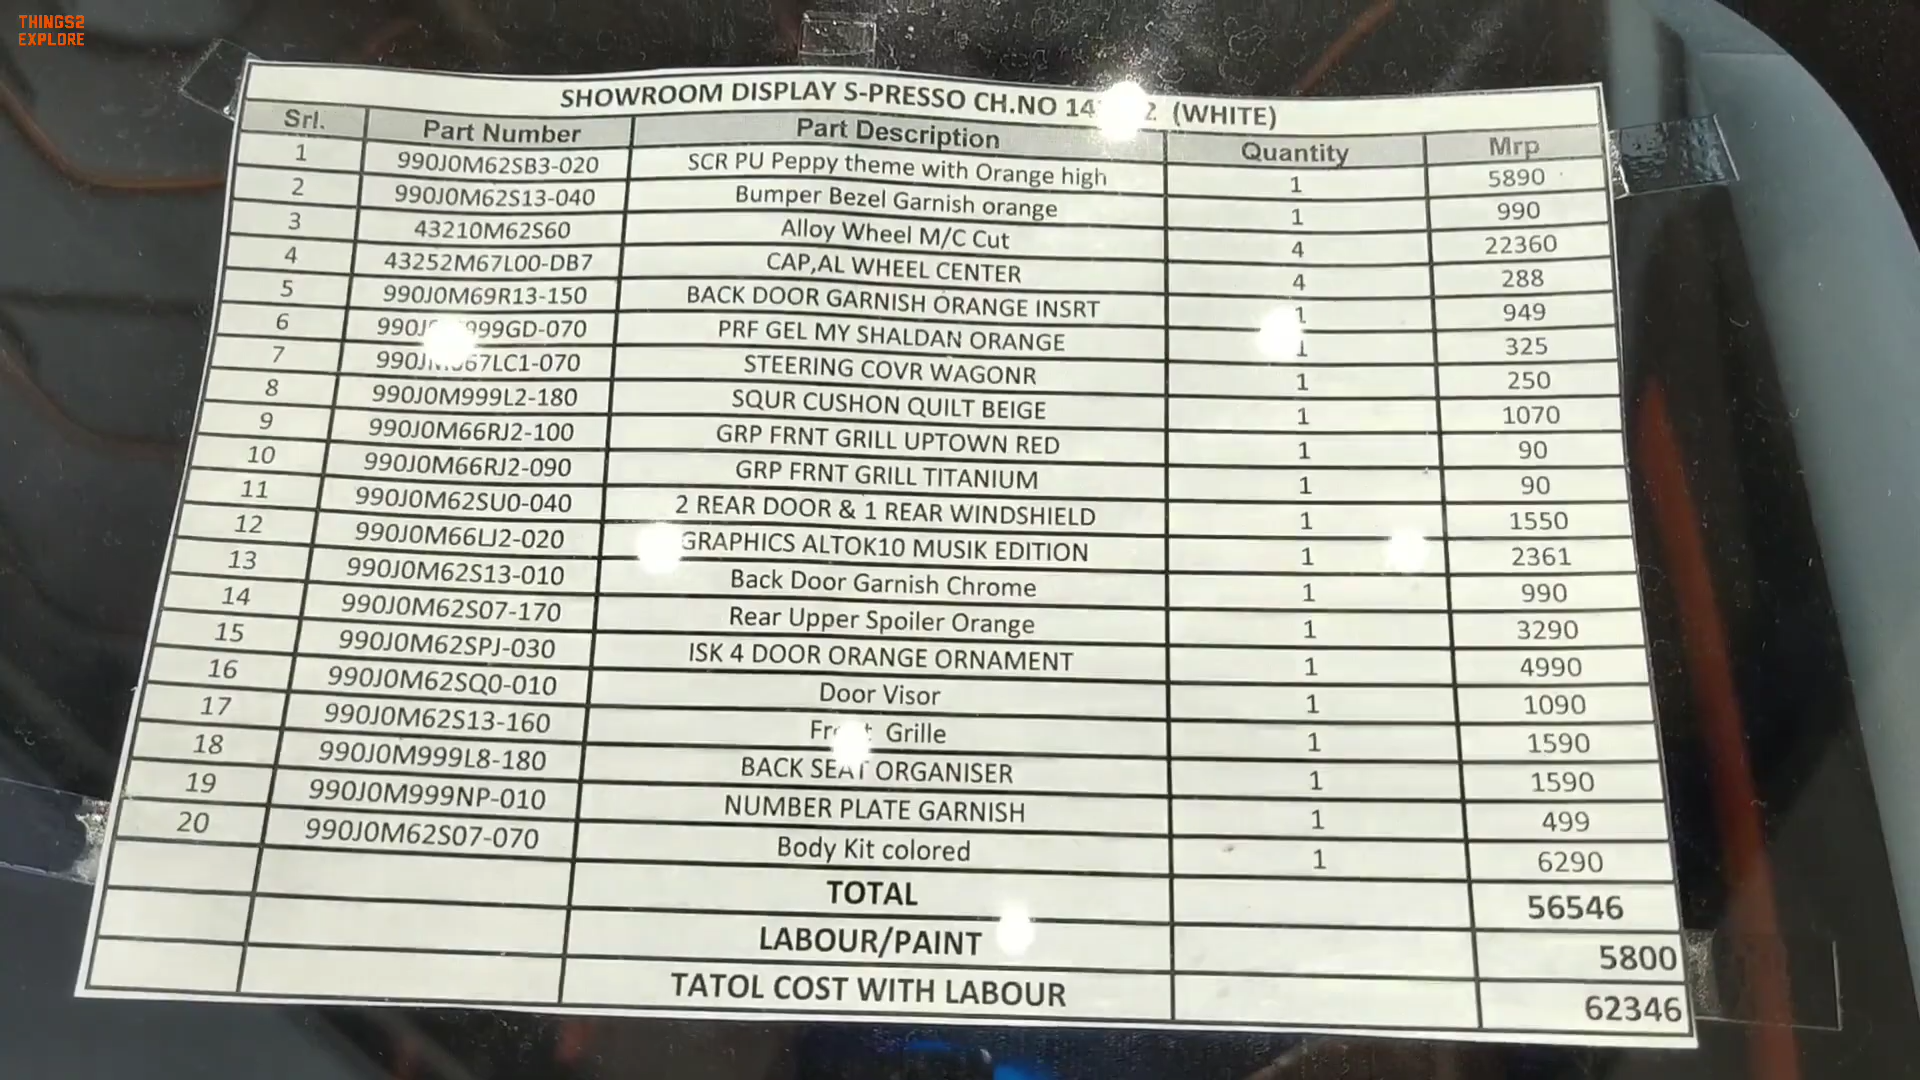 THINGS2
EXPLORE
SHOWROOM DISPLAY S-PRESSO CH.NO (WHITE)
Srl. Part Number Part Description Quantity Mrp
1 990J0M62SB3-020 SCR PU Peppy theme with Orange high 1 5890
2 990J0M62S13-040 Bumper Bezel Garnish orange 1 990
3 43210M62S60 Alloy Wheel M/C Cut 4 22360
4 43252M67L00-DB7 CAP,AL WHEEL CENTER 4 288
5 990J0M69R13-150 BACK DOOR GARNISH ORANGE INSRT 1 949
6 PRF GEL MY SHALDAN ORANGE 1 325
7 STEERING COVR WAGONR 1 250
8 990J0M999L2-180 SQUR CUSHON QUILT BEIGE 1 1070
9 990J0M66RJ2-100 GRP FRNT GRILL UPTOWN RED 1 90
10 990J0M66RJ2-090 GRP FRNT GRILL TITANIUM 1 90
11 990J0M62SU0-040 2 REAR DOOR & 1 REAR WINDSHIELD 1 1550
12 990J0M66LJ2-020 GRAPHICS ALTOK10 MUSIK EDITION 1 2361
13 990J0M62S13-010 Back Door Garnish Chrome 1 990
14 990J0M62S07-170 Rear Upper Spoiler Orange 1 3290
15 990J0M62SPJ-030 ISK 4 DOOR ORANGE ORNAMENT 1 4990
16 990J0M62SQ0-010 Door Visor 1 1090
17 990J0M62S13-160 Front Grille 1 1590
18 990J0M999L8-180 BACK SEAT ORGANISER 1 1590
19 990J0M999NP-010 NUMBER PLATE GARNISH 1 499
20 990J0M62S07-070 Body Kit colored 1 6290
TOTAL 56546
LABOUR/PAINT 5800
TATOL COST WITH LABOUR 62346